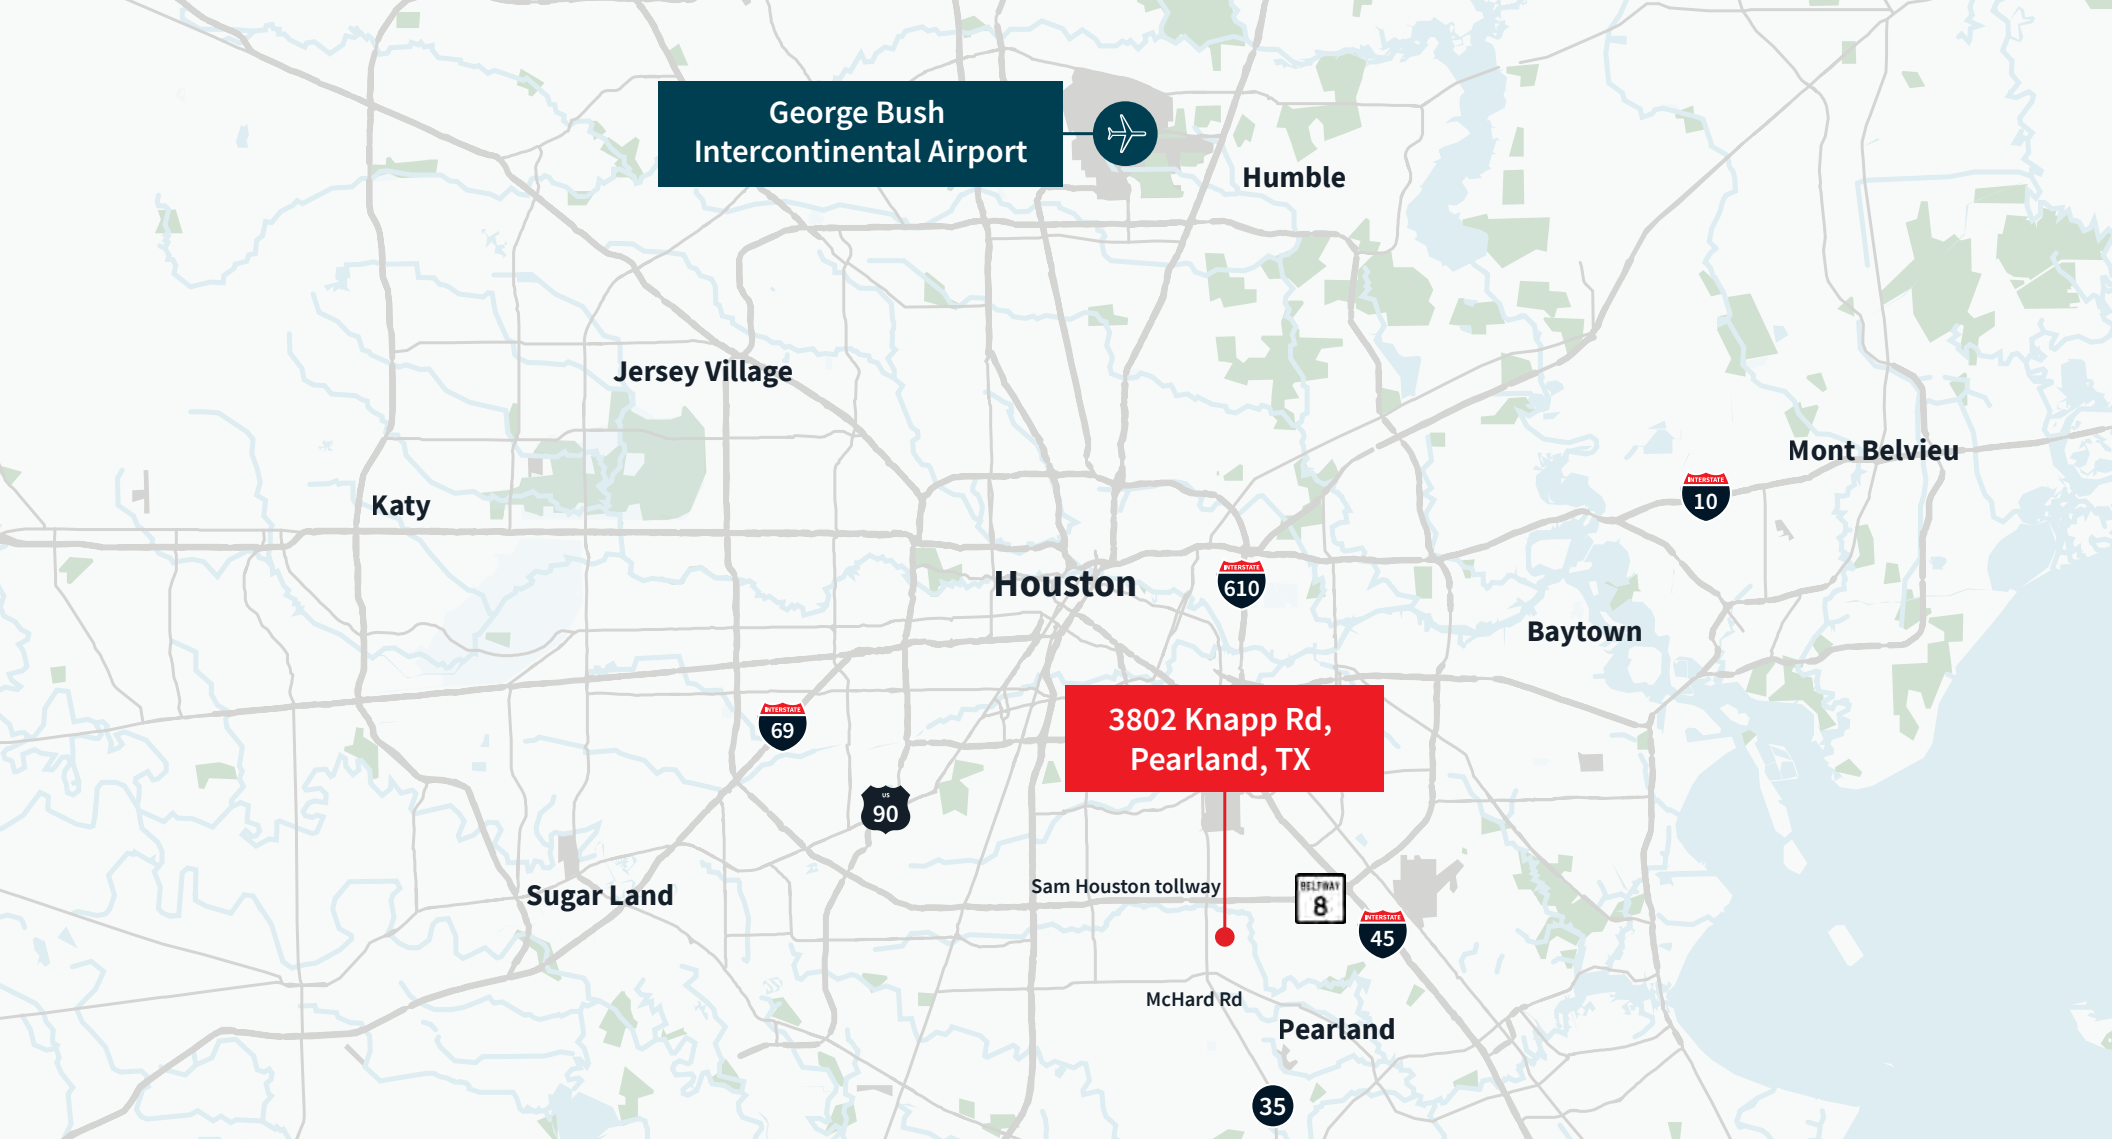 George Bush
Intercontinental Airport
Humble
Jersey Village
Mont Belvieu
INTERSTATE
10
Katy
Houston
INTERSTATE
610
Baytown
INTERSTATE
69
3802 Knapp Rd,
Pearland, TX
US
90
Sam Houston tollway
BELTWAY
8
Sugar Land
INTERSTATE
45
McHard Rd
Pearland
35